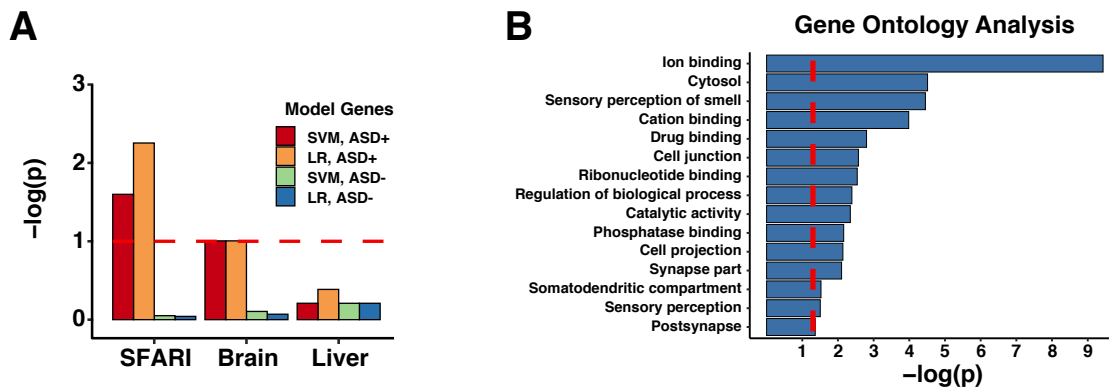 A
3
2
1
0
−log(p)
Model Genes
SVM, ASD+
LR, ASD+
SVM, ASD-
LR, ASD-
SFARI
Brain
Liver
B
Gene Ontology Analysis
Ion binding
Cytosol
Sensory perception of smell
Cation binding
Drug binding
Cell junction
Ribonucleotide binding
Regulation of biological process
Catalytic activity
Phosphatase binding
Cell projection
Synapse part
Somatodendritic compartment
Sensory perception
Postsynapse
1 2 3 4 5 6 7 8 9
−log(p)